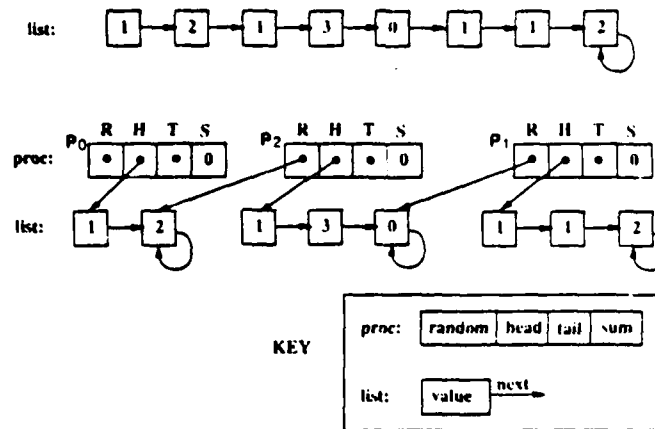 list: 1 2 1 3 0 1 1 2
P0 R H T S P2 R H T S P1 R H T S
proc: 0 0 0
list: 1 2 1 3 0 1 1 2
KEY
proc: random head tail sum
list: value next